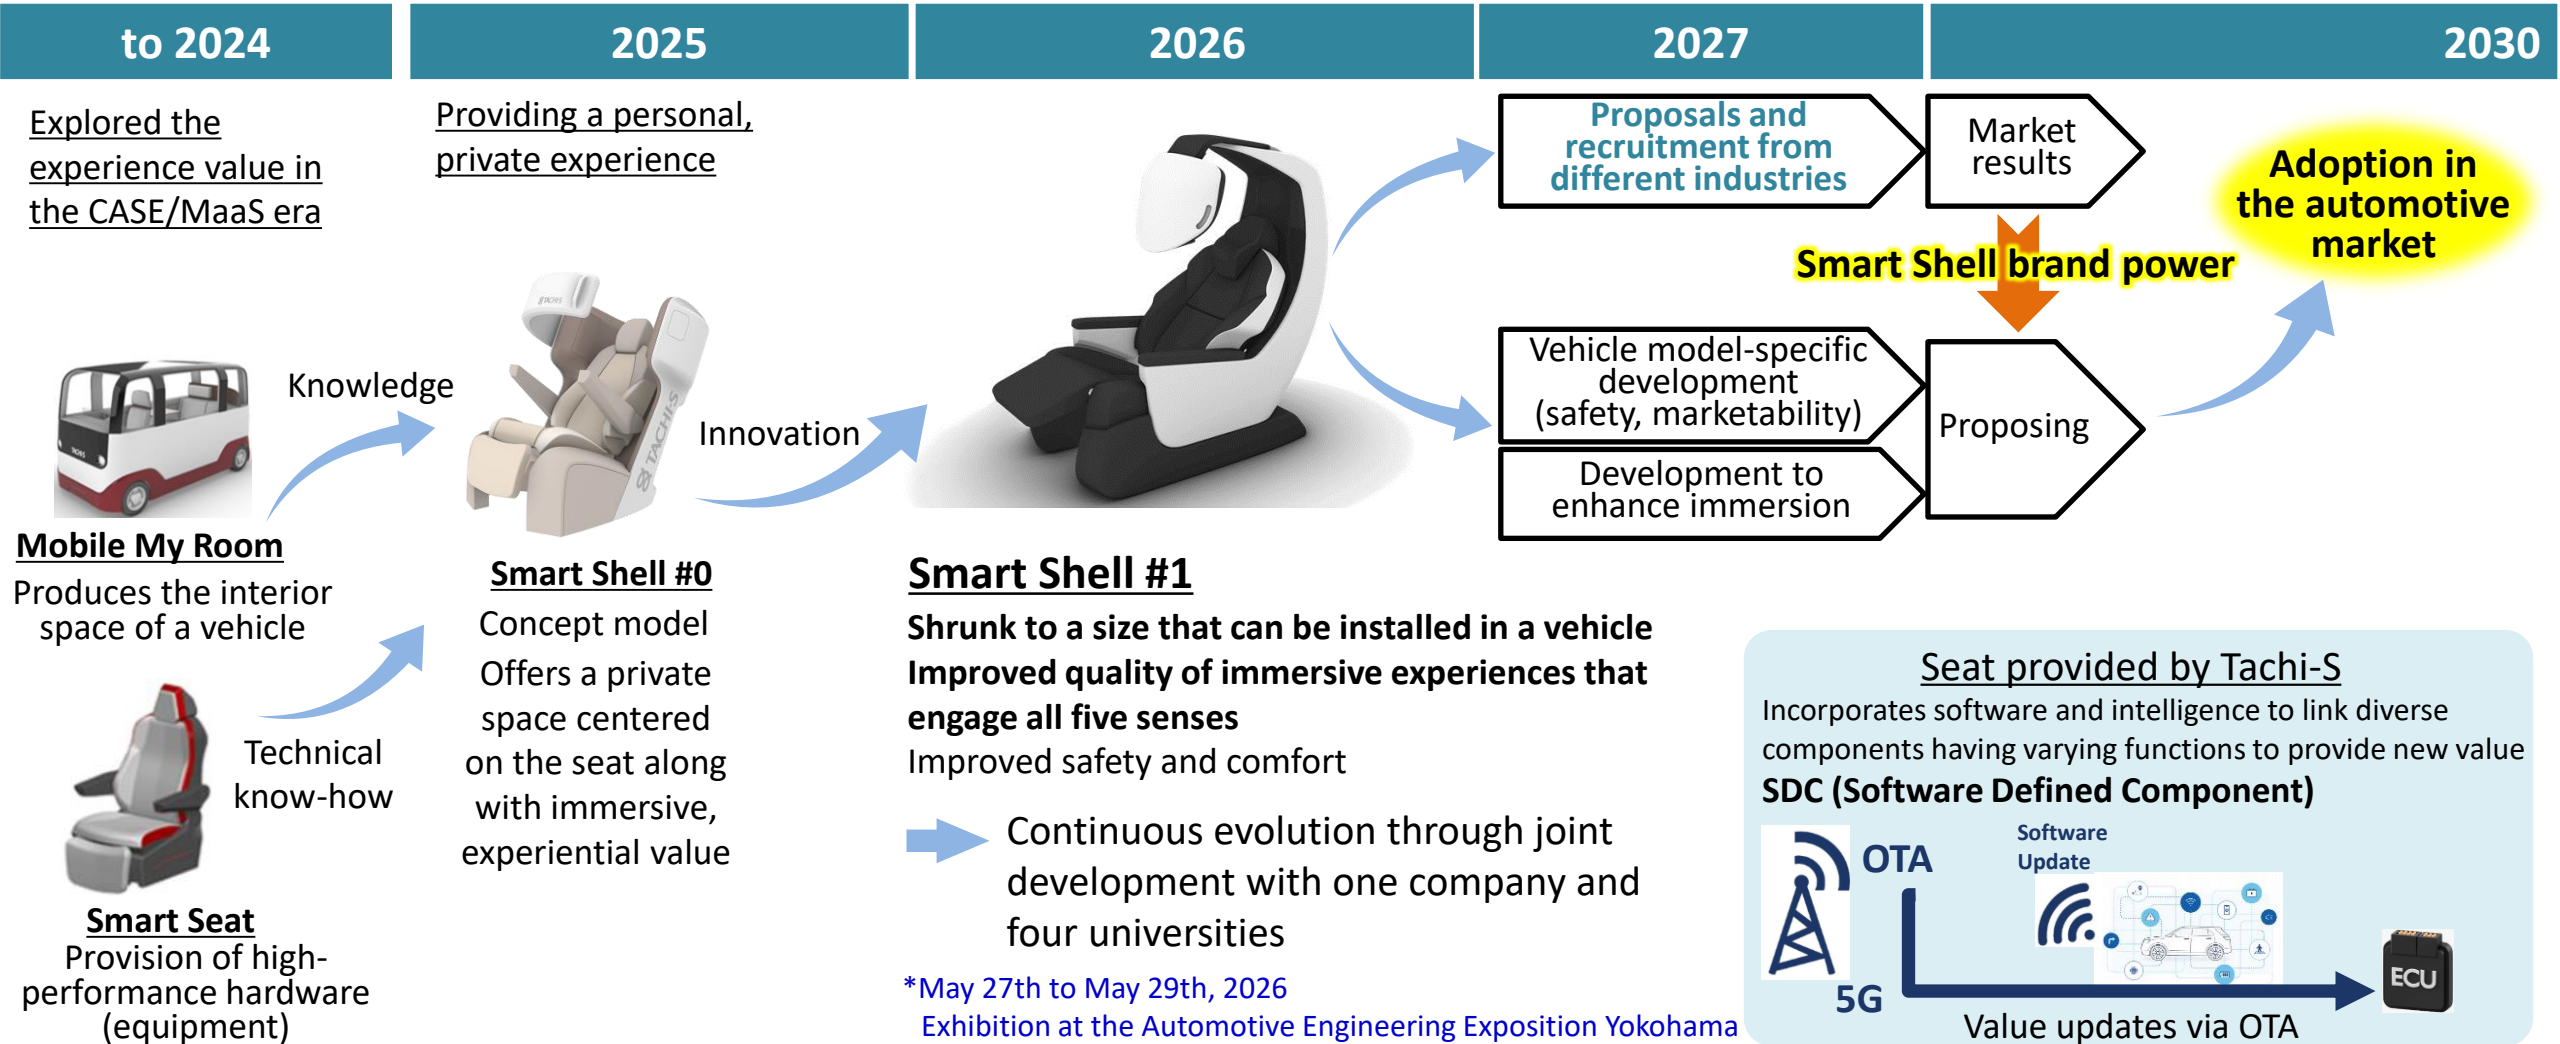 to 2024
2025
2026
2027
2030
Explored the
experience value in
the CASE/MaaS era
Knowledge
TACHI-S
Mobile My Room
Produces the interior
space of a vehicle
Technical
know-how
Smart Seat
Provision of high-
performance hardware
(equipment)
Providing a personal,
private experience
TACHI-S
TACHI-S
Innovation
Smart Shell #0
Concept model
Offers a private
space centered
on the seat along
with immersive,
experiential value
Smart Shell #1
Shrunk to a size that can be installed in a vehicle
Improved quality of immersive experiences that
engage all five senses
Improved safety and comfort
Continuous evolution through joint
development with one company and
four universities
*May 27th to May 29th, 2026
Exhibition at the Automotive Engineering Exposition Yokohama
Proposals and
recruitment from
different industries
Market
results
Smart Shell brand power
Adoption in
the automotive
market
Vehicle model-specific
development
(safety, marketability)
Development to
enhance immersion
Proposing
Seat provided by Tachi-S
Incorporates software and intelligence to link diverse
components having varying functions to provide new value
SDC (Software Defined Component)
OTA
Software
Update
5G
ECU
Value updates via OTA